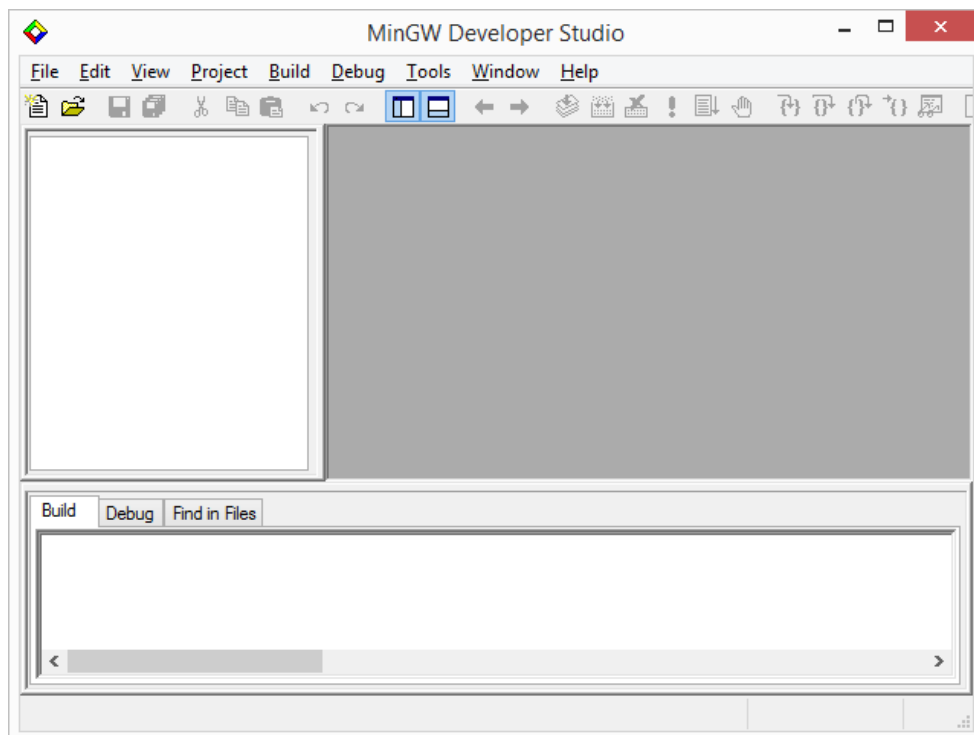 MinGW Developer Studio
File Edit View Project Build Debug Tools Window Help
Build Debug Find in Files